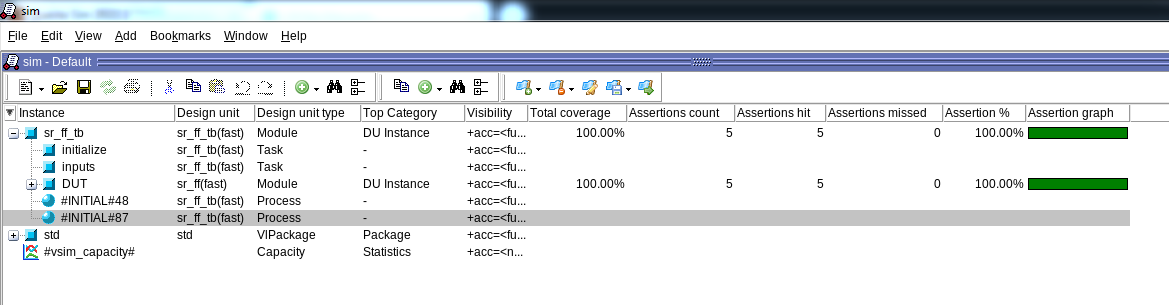 sim
File Edit View Add Bookmarks Window Help
sim - Default
Instance Design unit Design unit type Top Category Visibility Total coverage Assertions count Assertions hit Assertions missed Assertion % Assertion graph
sr_ff_tb sr_ff_tb(fast) Module DU Instance +acc=<fu... 100.00% 5 5 0 100.00%
initialize sr_ff_tb(fast) Task - +acc=<fu...
inputs sr_ff_tb(fast) Task - +acc=<fu...
DUT sr_ff(fast) Module DU Instance +acc=<fu... 100.00% 5 5 0 100.00%
#INITIAL#48 sr_ff_tb(fast) Process - +acc=<fu...
#INITIAL#87 sr_ff_tb(fast) Process - +acc=<fu...
std std VIPackage Package +acc=<fu...
#vsim_capacity# Capacity Statistics +acc=<n...